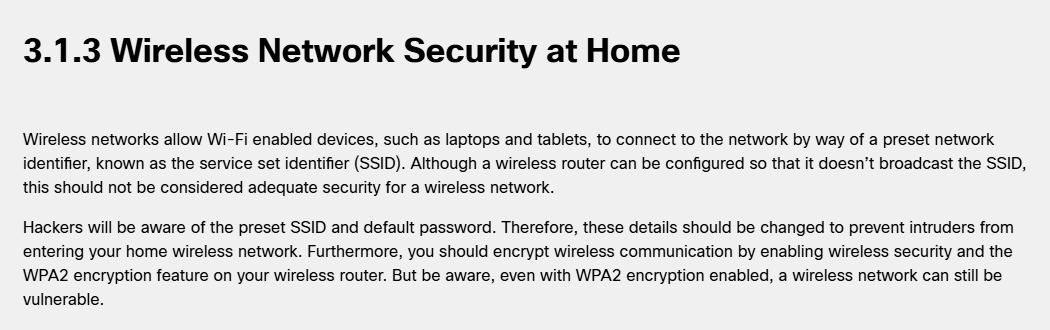 3.1.3 Wireless Network Security at Home
Wireless networks allow Wi-Fi enabled devices, such as laptops and tablets, to connect to the network by way of a preset network
identifier, known as the service set identifier (SSID). Although a wireless router can be configured so that it doesn’t broadcast the SSID,
this should not be considered adequate security for a wireless network.
Hackers will be aware of the preset SSID and default password. Therefore, these details should be changed to prevent intruders from
entering your home wireless network. Furthermore, you should encrypt wireless communication by enabling wireless security and the
WPA2 encryption feature on your wireless router. But be aware, even with WPA2 encryption enabled, a wireless network can still be
vulnerable.